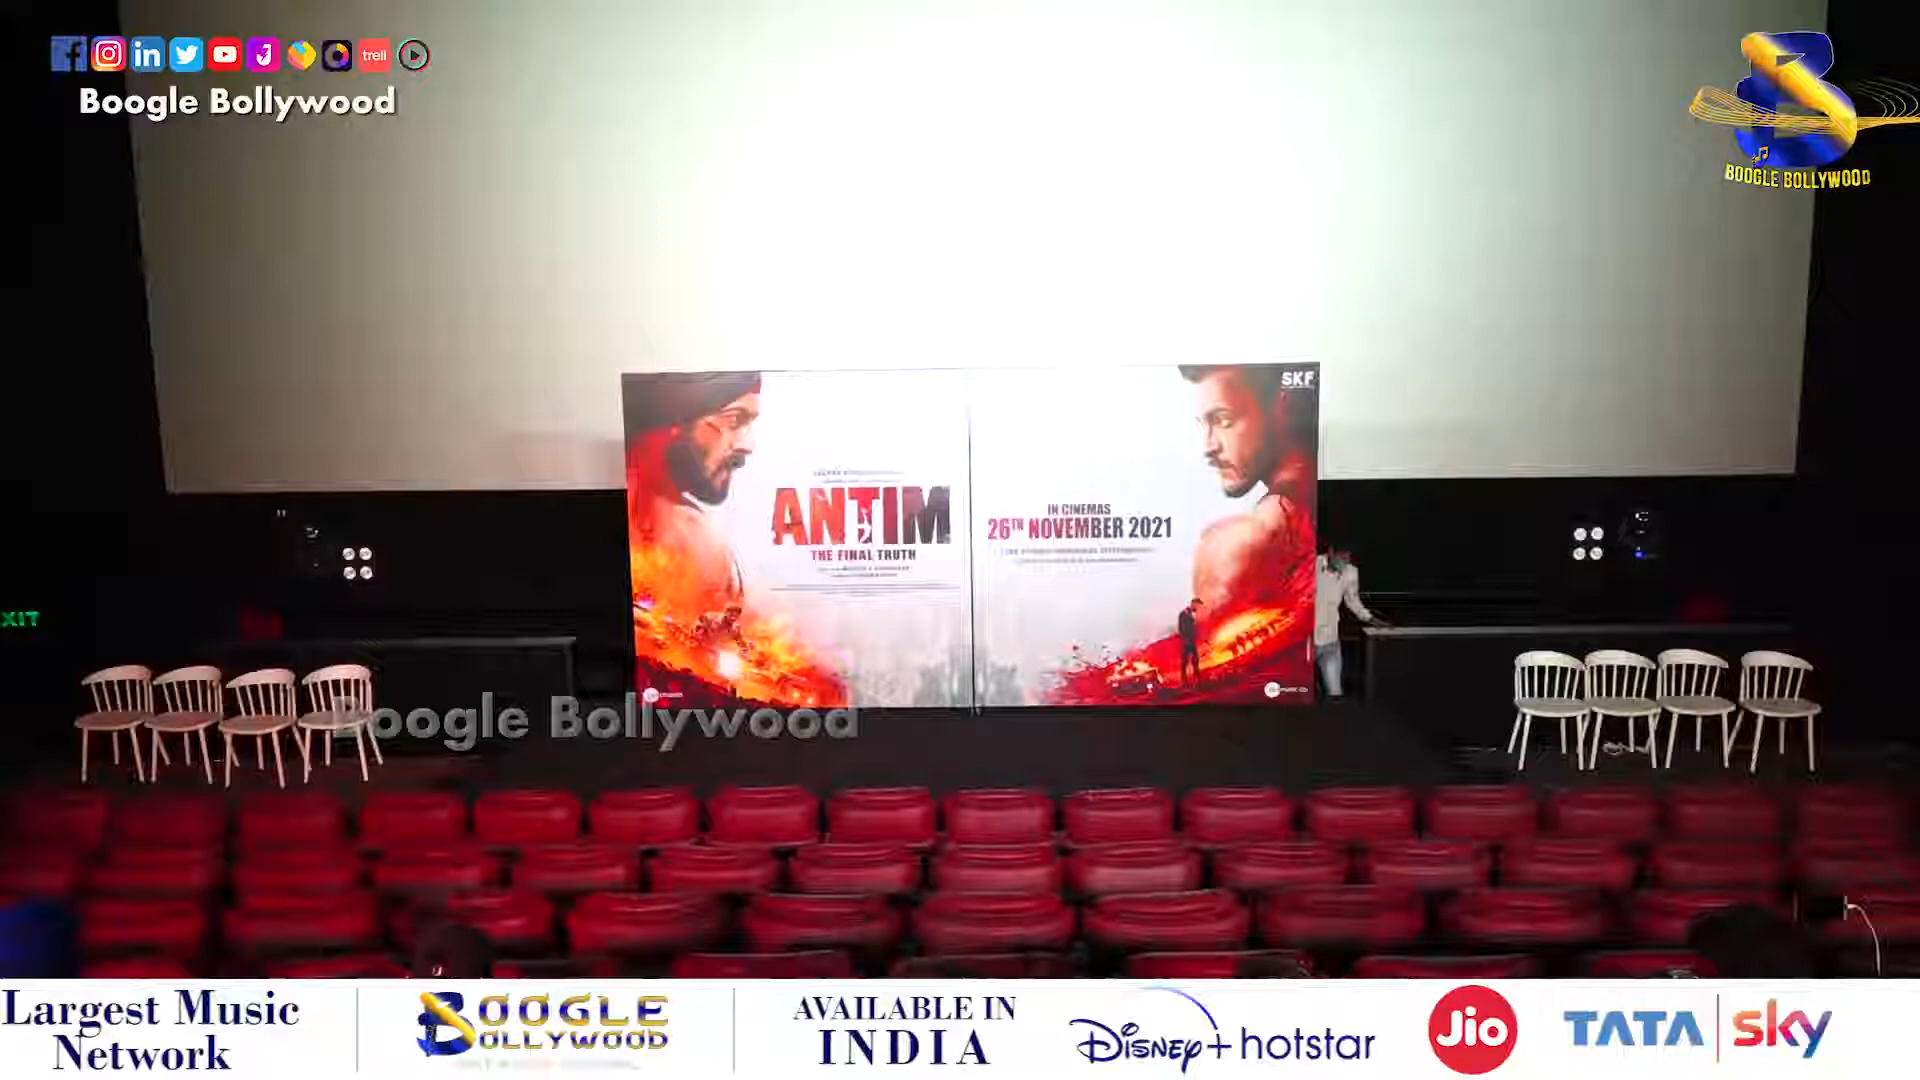 trell
Boogle Bollywood
BOOGLE BOLLYWOOD
SKF
ANTIM
THE FINAL TRUTH
IN CINEMAS
26TH NOVEMBER 2021
XIT
Boogle Bollywood
Largest Music
Network
BOOGLE
BOLLYWOOD
AVAILABLE IN
INDIA
Disney+ hotstar
Jio
TATA sky